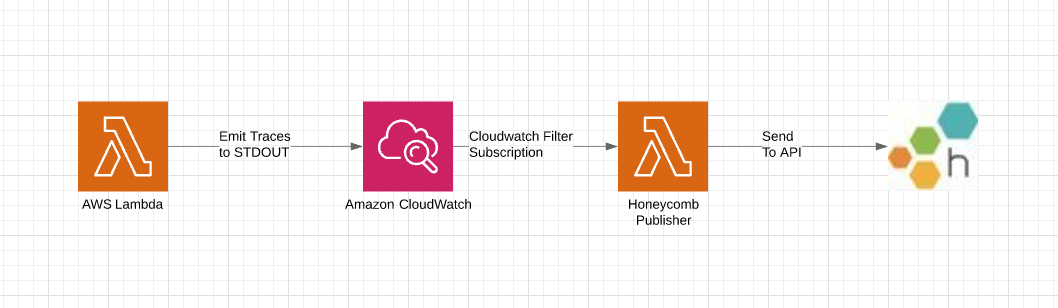 Emit Traces
to STDOUT
Cloudwatch Filter
Subscription
Send
To API
h
AWS Lambda
Amazon CloudWatch
Honeycomb
Publisher